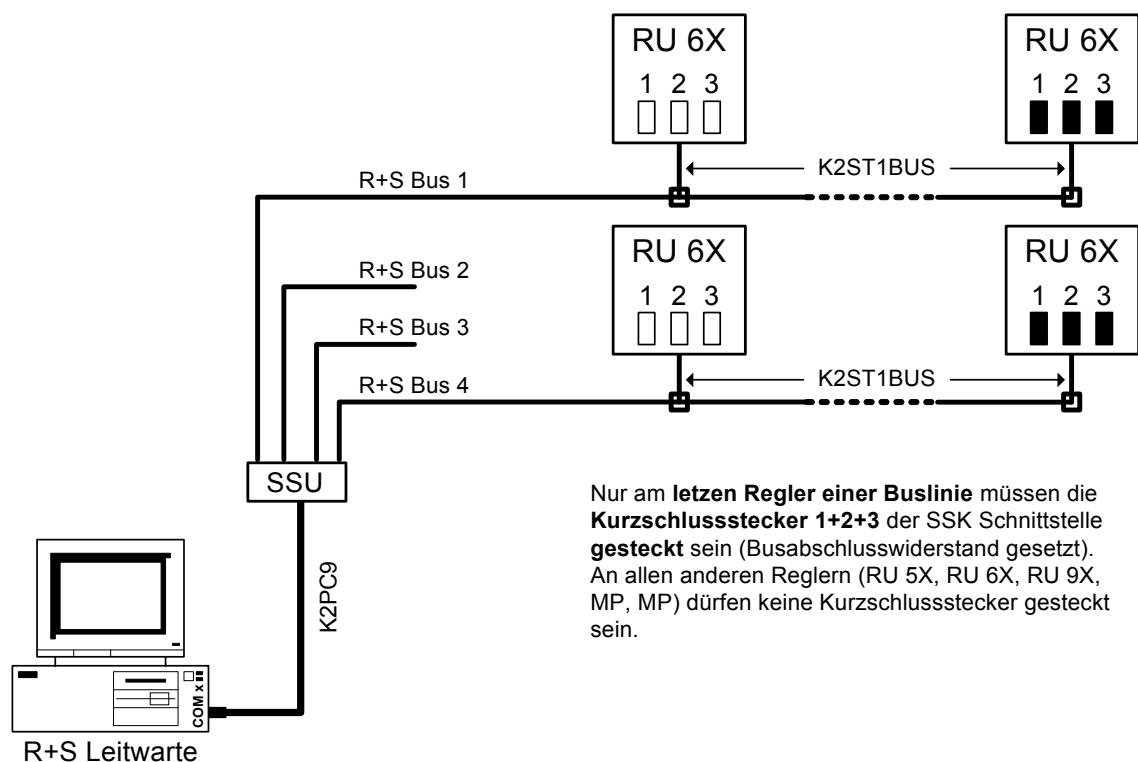 RU 6X
1 2 3
RU 6X
1 2 3
K2ST1BUS
R+S Bus 1
RU 6X
1 2 3
RU 6X
1 2 3
R+S Bus 2
R+S Bus 3
K2ST1BUS
R+S Bus 4
SSU
Nur am letzen Regler einer Buslinie müssen die
Kurzschlussstecker 1+2+3 der SSK Schnittstelle
gesteckt sein (Busabschlusswiderstand gesetzt).
An allen anderen Reglern (RU 5X, RU 6X, RU 9X,
MP, MP) dürfen keine Kurzschlussstecker gesteckt
sein.
K2PC9
COM x
R+S Leitwarte